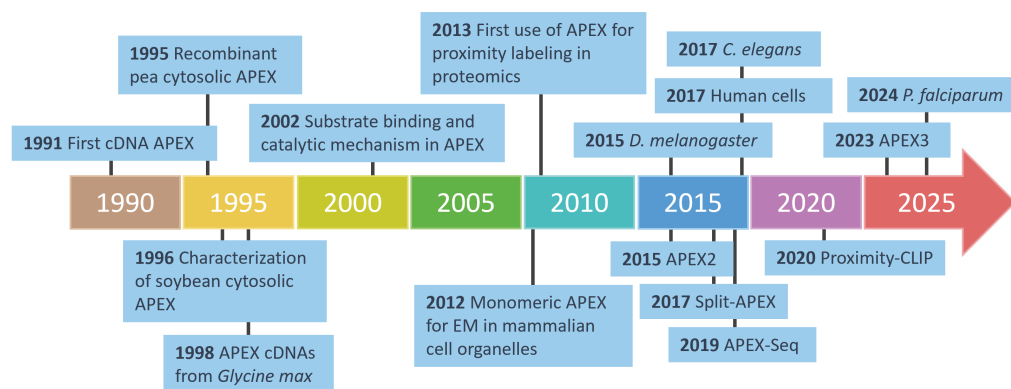 1995 Recombinant
pea cytosolic APEX
2013 First use of APEX for
proximity labeling in
proteomics
2017 C. elegans
2017 Human cells
2024 P. falciparum
1991 First cDNA APEX
2002 Substrate binding and
catalytic mechanism in APEX
2015 D. melanogaster
2023 APEX3
1990 1995 2000 2005 2010 2015 2020 2025
1996 Characterization
of soybean cytosolic
APEX
2015 APEX2
2020 Proximity-CLIP
2012 Monomeric APEX
for EM in mammalian
cell organelles
2017 Split-APEX
2019 APEX-Seq
1998 APEX cDNAs
from Glycine max